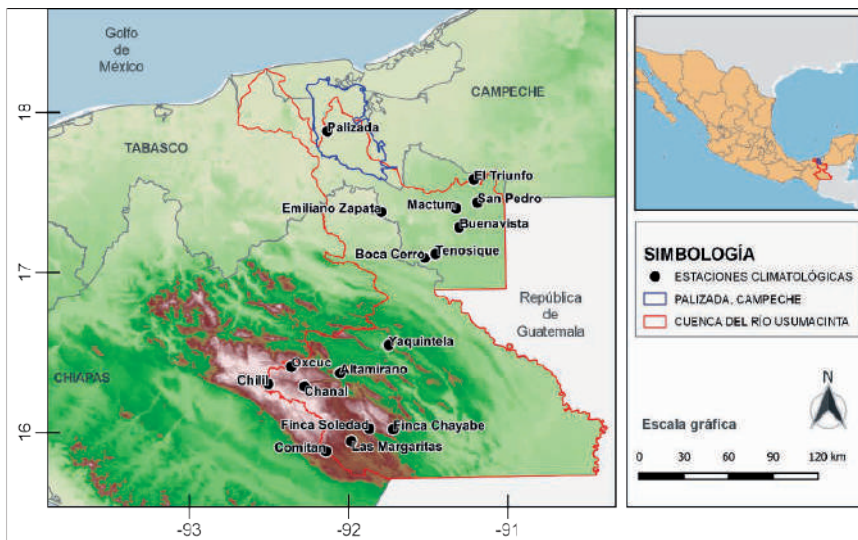 Golfo
de
México
CAMPECHE
18
Palizada
TABASCO
El Triunfo
San Pedro
Mactum
Emiliano Zapata
Buenavista
Tenosique
Boca Cerro
17
República
de
Guatemala
Yaquintela
Oxcuc
Altamirano
CHIAPAS
Chilil
Chanal
Finca Soledad
Finca Chayabe
16
Las Margaritas
Comitan
-93
-92
-91
SIMBOLOGÍA
ESTACIONES CLIMATOLÓGICAS
PALIZADA, CAMPECHE
CUENCA DEL RÍO USUMACINTA
N
Escala gráfica
0 30 60 90 120 km